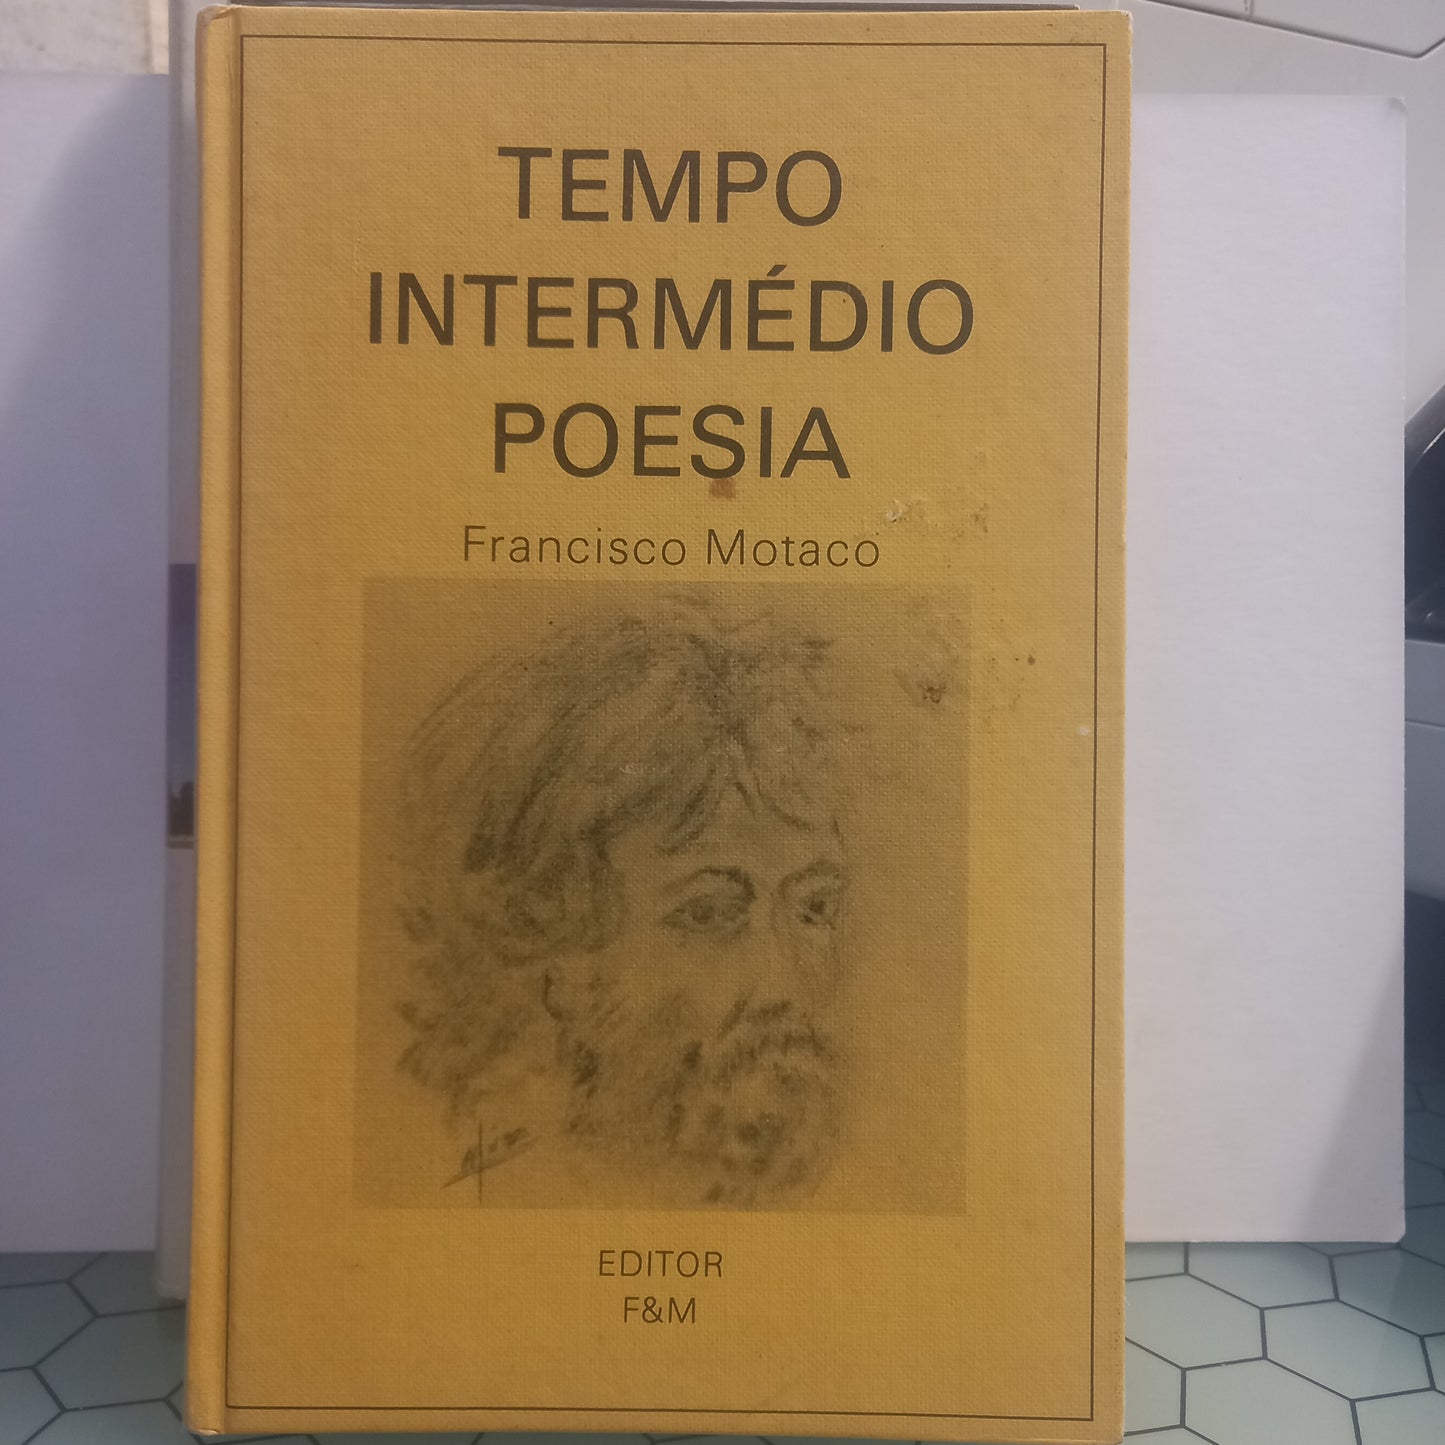 TEMPO
INTERMÉDIO
POESIA
Francisco Motaco
EDITOR
F&M